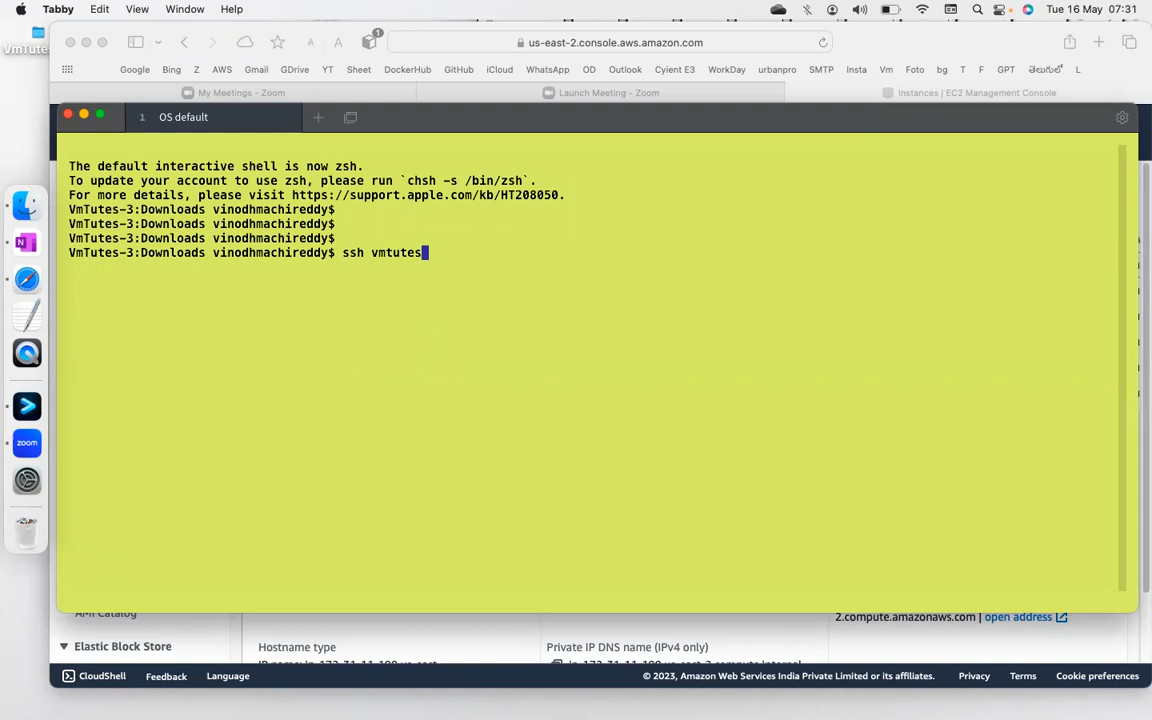 Tabby Edit View Window Help
Tue 16 May 07:31
VmTutes
us-east-2.console.aws.amazon.com
Google Bing Z AWS Gmail GDrive YT Sheet DockerHub GitHub iCloud WhatsApp OD Outlook Cyient E3 WorkDay urbanpro SMTP Insta Vm Foto bg T F GPT తెలుగులో L
My Meetings – Zoom
Launch Meeting – Zoom
Instances | EC2 Management Console
1 OS default
The default interactive shell is now zsh.
To update your account to use zsh, please run `chsh -s /bin/zsh`.
For more details, please visit https://support.apple.com/kb/HT208050.
VmTutes-3:Downloads vinodhmachireddy$
VmTutes-3:Downloads vinodhmachireddy$
VmTutes-3:Downloads vinodhmachireddy$
VmTutes-3:Downloads vinodhmachireddy$ ssh vmtutes
zoom
AMI Catalog
2.compute.amazonaws.com | open address
Elastic Block Store
Hostname type
Private IP DNS name (IPv4 only)
CloudShell Feedback Language
© 2023, Amazon Web Services India Private Limited or its affiliates. Privacy Terms Cookie preferences